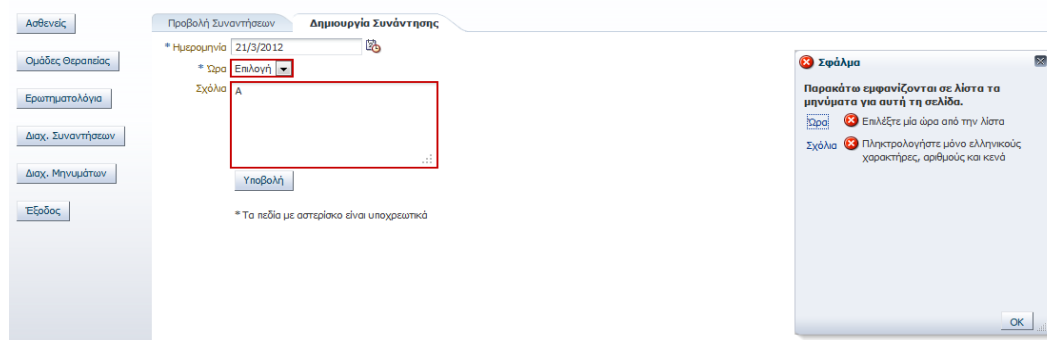 Ασθενείς
Ομάδες Θεραπείας
Ερωτηματολόγια
Διαχ. Συναντήσεων
Διαχ. Μηνυμάτων
Έξοδος
Προβολή Συναντήσεων
Δημιουργία Συνάντησης
* Ημερομηνία 21/3/2012
* Ώρα Επιλογή
Σχόλια A
Υποβολή
* Τα πεδία με αστερίσκο είναι υποχρεωτικά
Σφάλμα
Παρακάτω εμφανίζονται σε λίστα τα
μηνύματα για αυτή τη σελίδα.
Ώρα Επιλέξτε μία ώρα από την λίστα
Σχόλια Πληκτρολογήστε μόνο ελληνικούς
χαρακτήρες, αριθμούς και κενά
OK